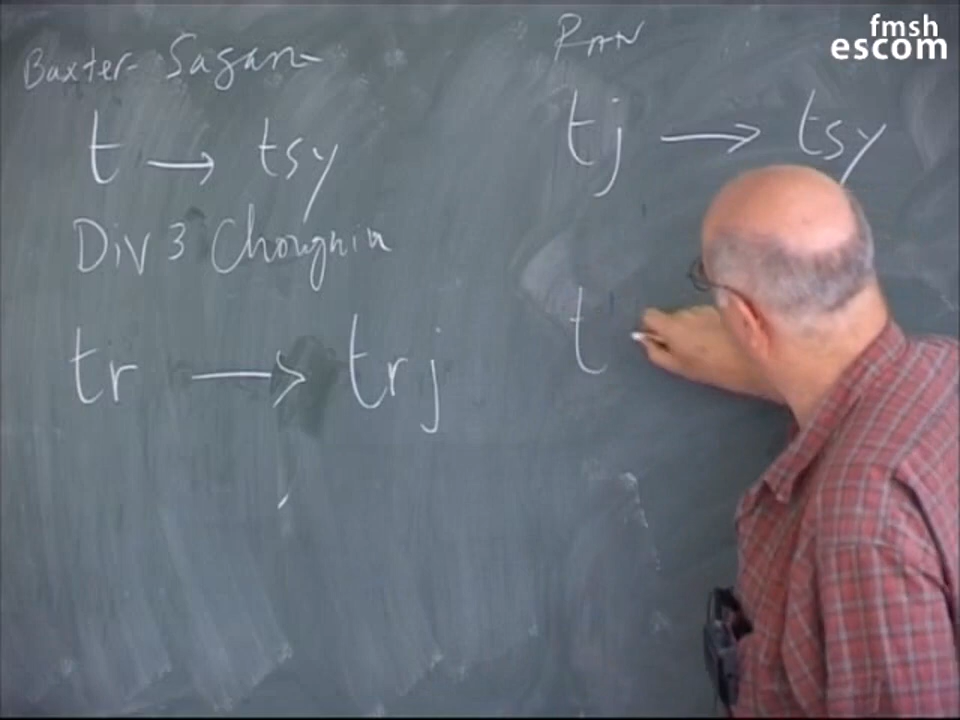 fmsh
escom
Baxter-Sagart
t → tsy
Div 3 Chongniu
tr → trj
Pan
tj → tsy
t